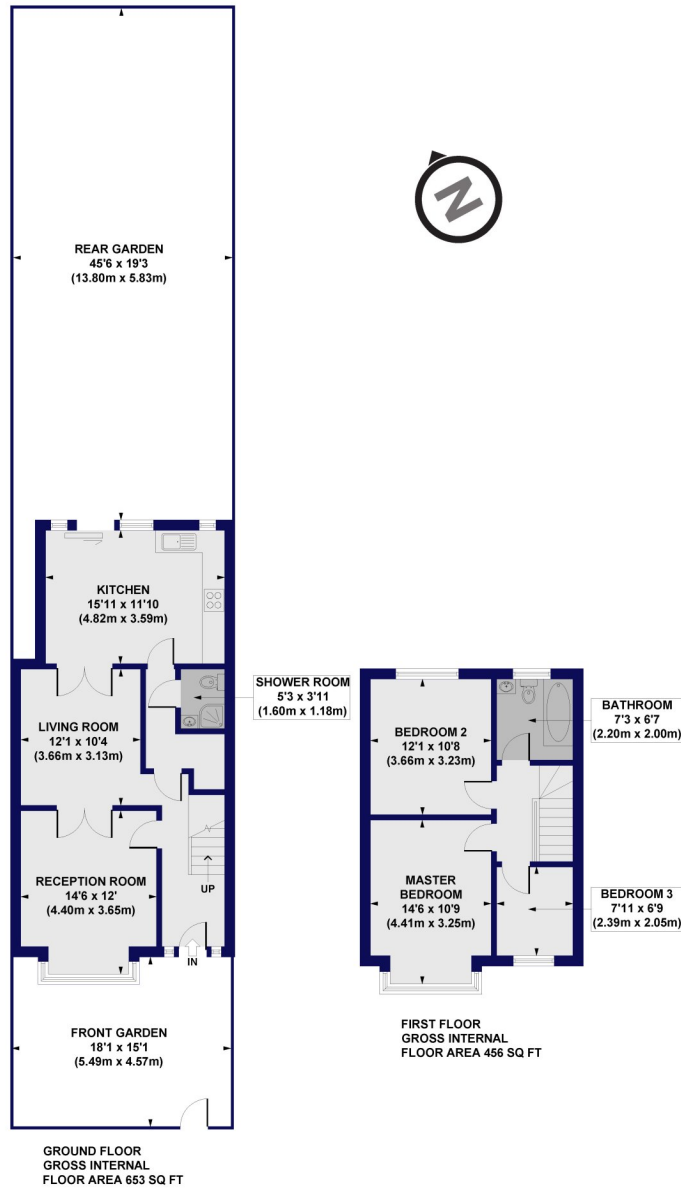 REAR GARDEN
45'6 x 19'3
(13.80m x 5.83m)
N
KITCHEN
15'11 x 11'10
(4.82m x 3.59m)
SHOWER ROOM
5'3 x 3'11
(1.60m x 1.18m)
LIVING ROOM
12'1 x 10'4
(3.66m x 3.13m)
RECEPTION ROOM
14'6 x 12'
(4.40m x 3.65m)
UP
IN
FRONT GARDEN
18'1 x 15'1
(5.49m x 4.57m)
GROUND FLOOR
GROSS INTERNAL
FLOOR AREA 653 SQ FT
BEDROOM 2
12'1 x 10'8
(3.66m x 3.23m)
BATHROOM
7'3 x 6'7
(2.20m x 2.00m)
MASTER
BEDROOM
14'6 x 10'9
(4.41m x 3.25m)
BEDROOM 3
7'11 x 6'9
(2.39m x 2.05m)
FIRST FLOOR
GROSS INTERNAL
FLOOR AREA 456 SQ FT